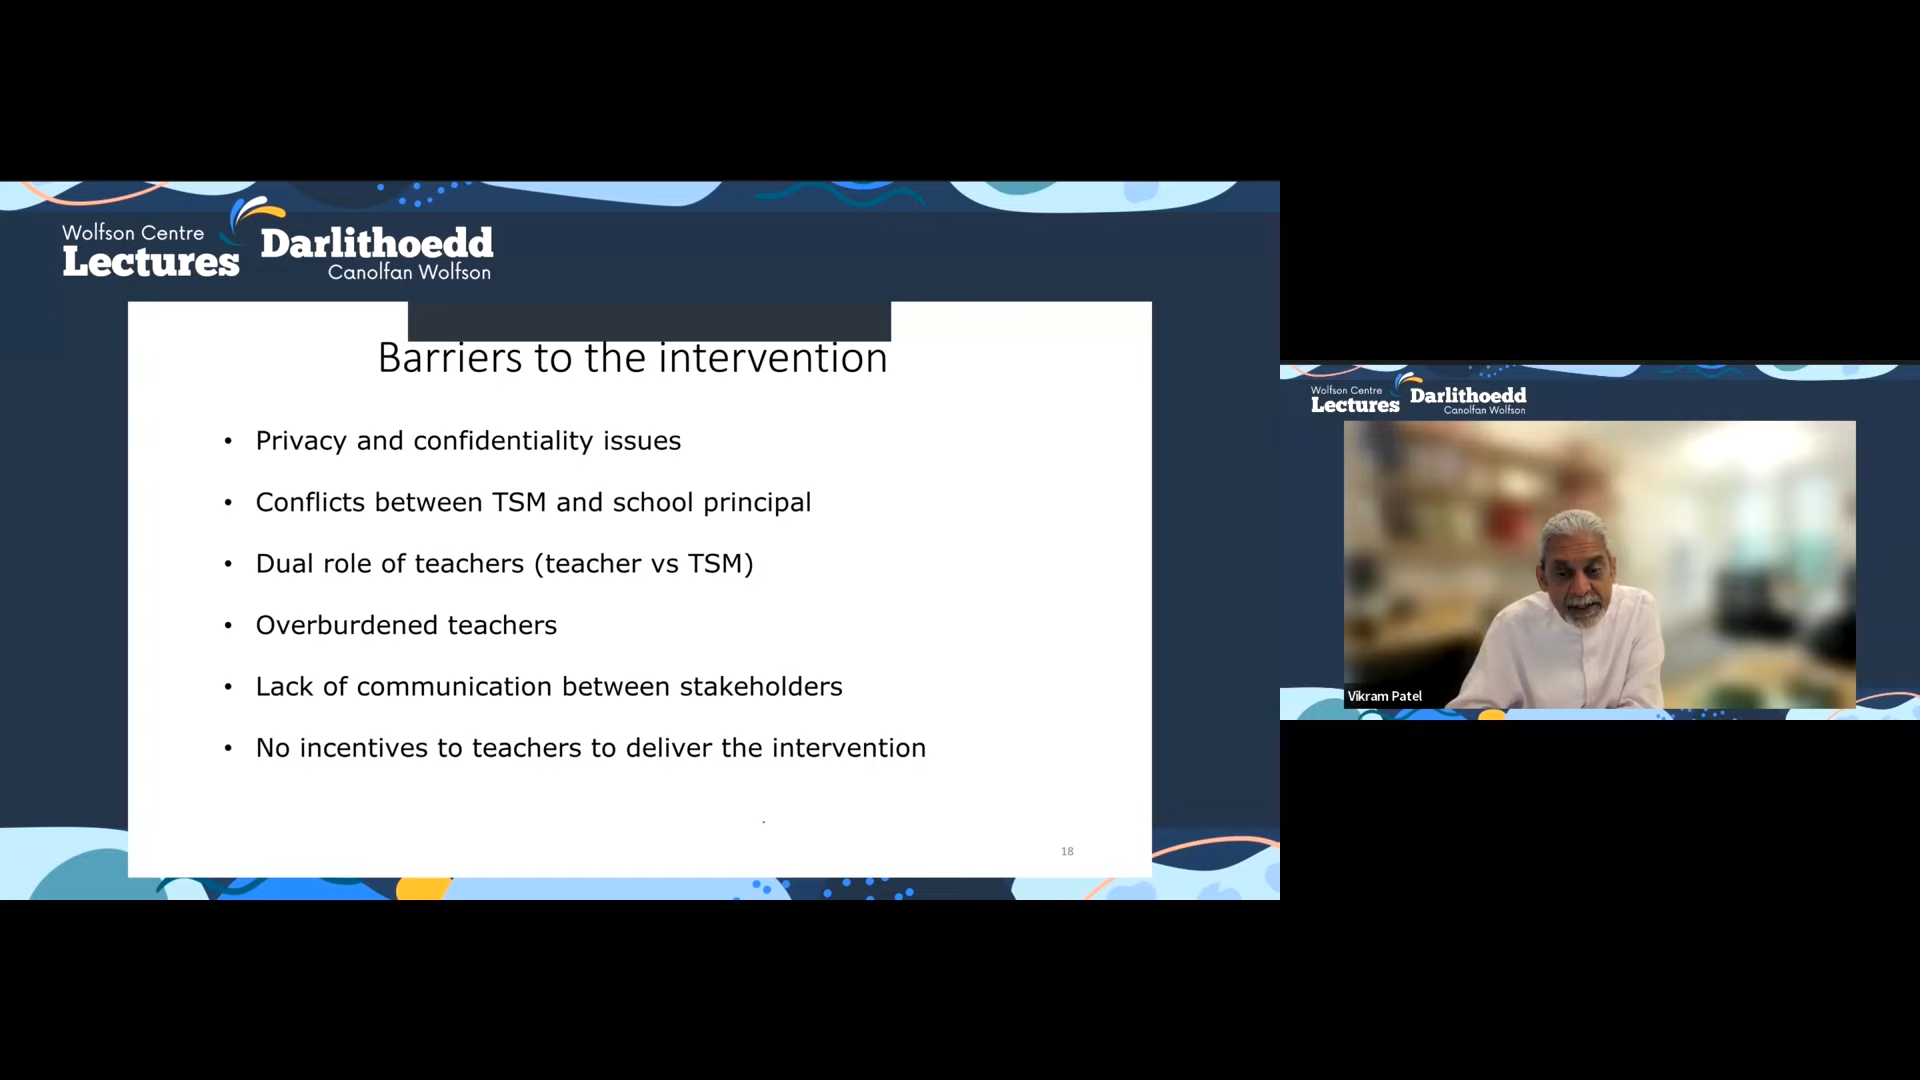 Wolfson Centre
Lectures
Darlithoedd
Canolfan Wolfson
Barriers to the intervention
• Privacy and confidentiality issues
• Conflicts between TSM and school principal
• Dual role of teachers (teacher vs TSM)
• Overburdened teachers
• Lack of communication between stakeholders
• No incentives to teachers to deliver the intervention
18
Wolfson Centre
Lectures
Darlithoedd
Canolfan Wolfson
Vikram Patel